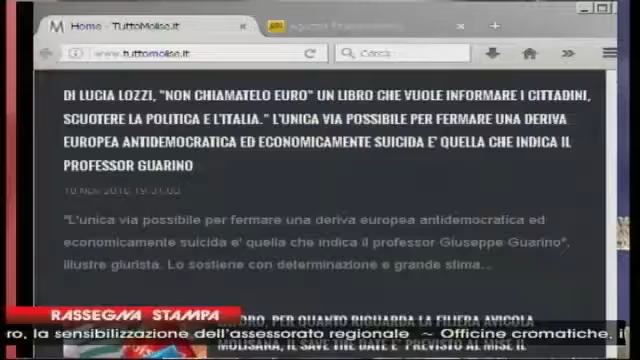 Home - TuttoMolise.it
www.tuttomolise.it
Cerca
DI LUCIA LOZZI, "NON CHIAMATELO EURO" UN LIBRO CHE VUOLE INFORMARE I CITTADINI,
SCUOTERE LA POLITICA E L'ITALIA." L'UNICA VIA POSSIBILE PER FERMARE UNA DERIVA
EUROPEA ANTIDEMOCRATICA ED ECONOMICAMENTE SUICIDA E' QUELLA CHE INDICA IL
PROFESSOR GUARINO
"L'unica via possibile per fermare una deriva europea antidemocratica ed
economicamente suicida e' quella che indica il professor Giuseppe Guarino",
illustre giurista. Lo sostiene con determinazione e grande stima...
RASSEGNA STAMPA
PER QUANTO RIGUARDA LA FILIERA AVICOLA
ro, la sensibilizzazione dell'assessorato regionale ~ Officine cromatiche, i
MOLISANA, IL SAVE THE DATE E' PREVISTO AL MISE IL